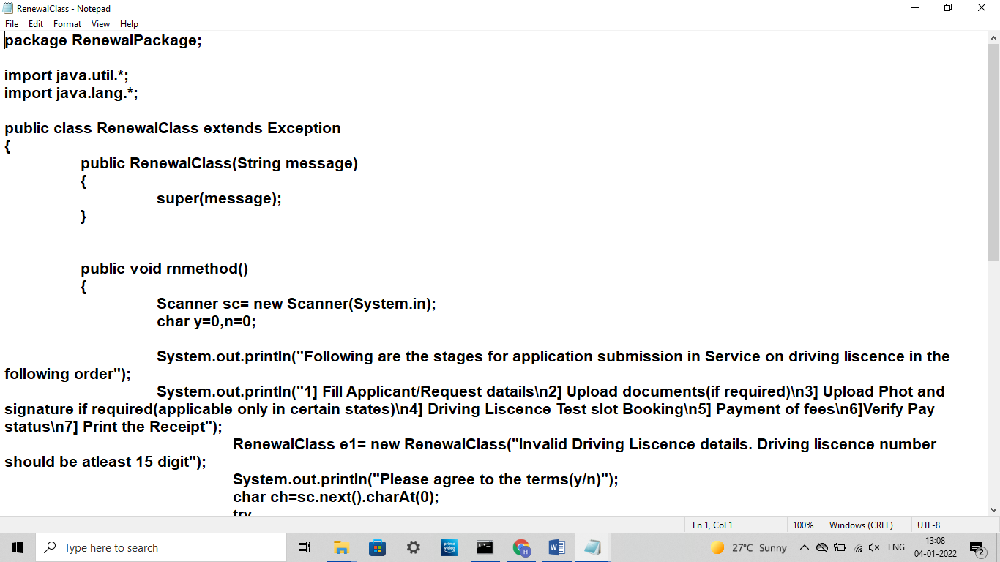 RenewalClass - Notepad
File Edit Format View Help
package RenewalPackage;
import java.util.*;
import java.lang.*;
public class RenewalClass extends Exception
{
public RenewalClass(String message)
{
super(message);
}
public void rnmethod()
{
Scanner sc= new Scanner(System.in);
char y=0,n=0;
System.out.println("Following are the stages for application submission in Service on driving liscence in the
following order");
System.out.println("1] Fill Applicant/Request datails\n2] Upload documents(if required)\n3] Upload Phot and
signature if required(applicable only in certain states)\n4] Driving Liscence Test slot Booking\n5] Payment of fees\n6]Verify Pay
status\n7] Print the Receipt");
RenewalClass e1= new RenewalClass("Invalid Driving Liscence details. Driving liscence number
should be atleast 15 digit");
System.out.println("Please agree to the terms(y/n)");
char ch=sc.next().charAt(0);
try
Ln 1, Col 1 100% Windows (CRLF) UTF-8
Type here to search
prime video
27°C Sunny
ENG
13:08
04-01-2022
2